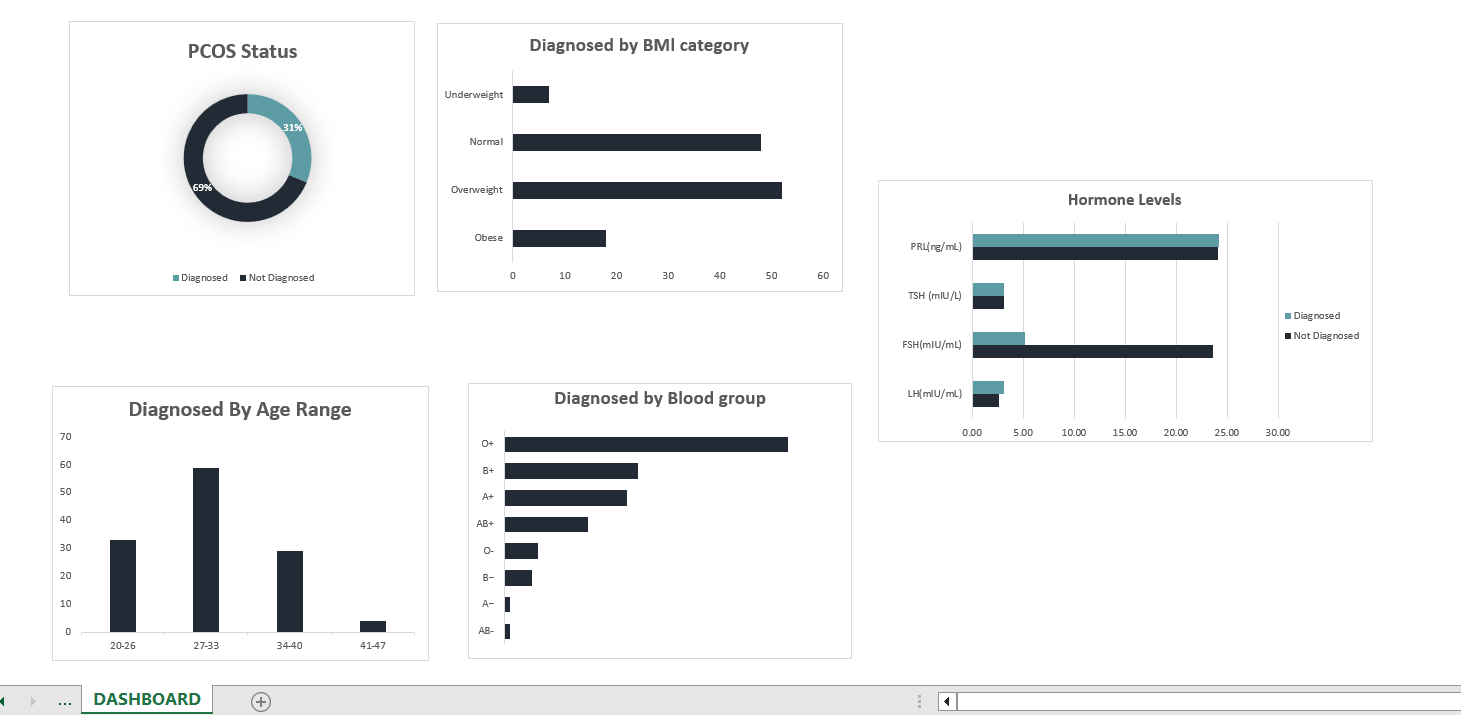 PCOS Status
31%
69%
Diagnosed
Not Diagnosed
Diagnosed by BMI category
Underweight
Normal
Overweight
Obese
0 10 20 30 40 50 60
Hormone Levels
PRL(ng/mL)
TSH (mIU/L)
FSH(mIU/mL)
LH(mIU/mL)
0.00 5.00 10.00 15.00 20.00 25.00 30.00
Diagnosed
Not Diagnosed
Diagnosed By Age Range
70
60
50
40
30
20
10
0
20-26 27-33 34-40 41-47
Diagnosed by Blood group
O+
B+
A+
AB+
O-
B–
A–
AB-
... DASHBOARD